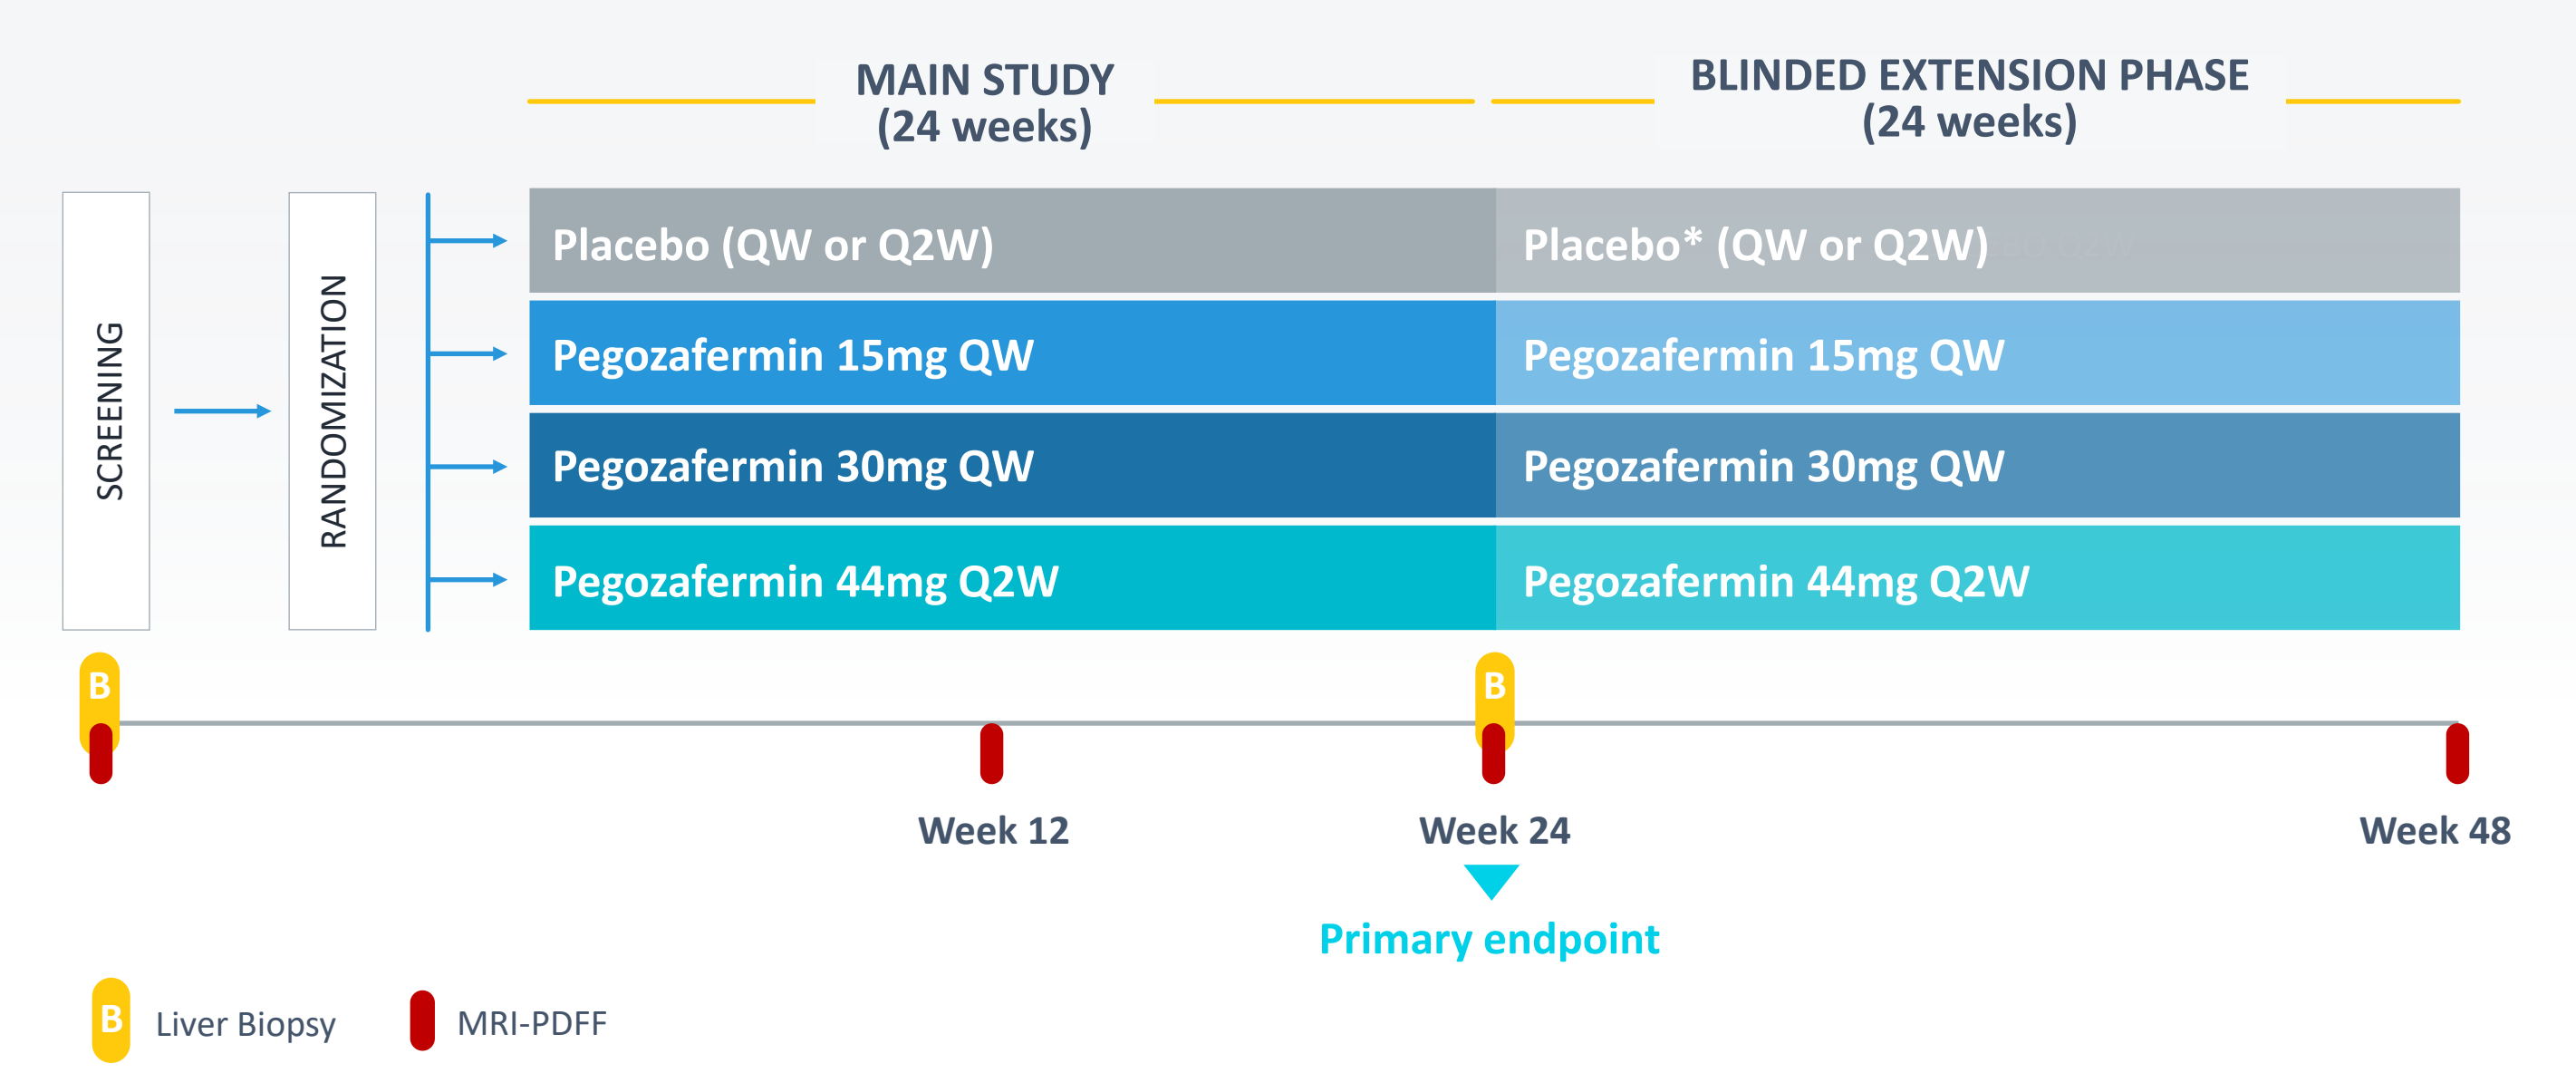 MAIN STUDY
(24 weeks)
BLINDED EXTENSION PHASE
(24 weeks)
SCREENING
RANDOMIZATION
Placebo (QW or Q2W)
Placebo* (QW or Q2W)
Pegozafermin 15mg QW
Pegozafermin 15mg QW
Pegozafermin 30mg QW
Pegozafermin 30mg QW
Pegozafermin 44mg Q2W
Pegozafermin 44mg Q2W
B
B
Week 12
Week 24
Week 48
Primary endpoint
B Liver Biopsy
MRI-PDFF